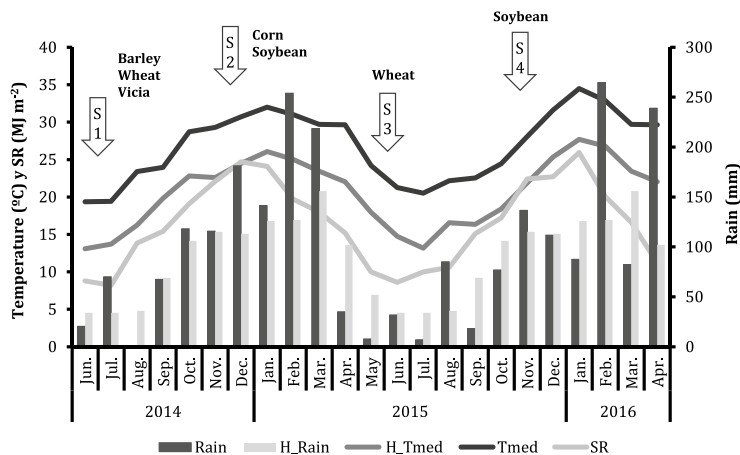 Soybean
Corn
Soybean
Barley
Wheat
Vicia
Wheat
S
1
S
2
S
3
S
4
Temperature (ºC) y SR (MJ m-2)
40
35
30
25
20
15
10
5
0
Rain (mm)
300
250
200
150
100
50
0
Jun. Jul. Aug. Sep. Oct. Nov. Dec. Jan. Feb. Mar. Apr. May Jun. Jul. Aug. Sep. Oct. Nov. Dec. Jan. Feb. Mar. Apr.
2014 2015 2016
Rain H_Rain H_Tmed Tmed SR